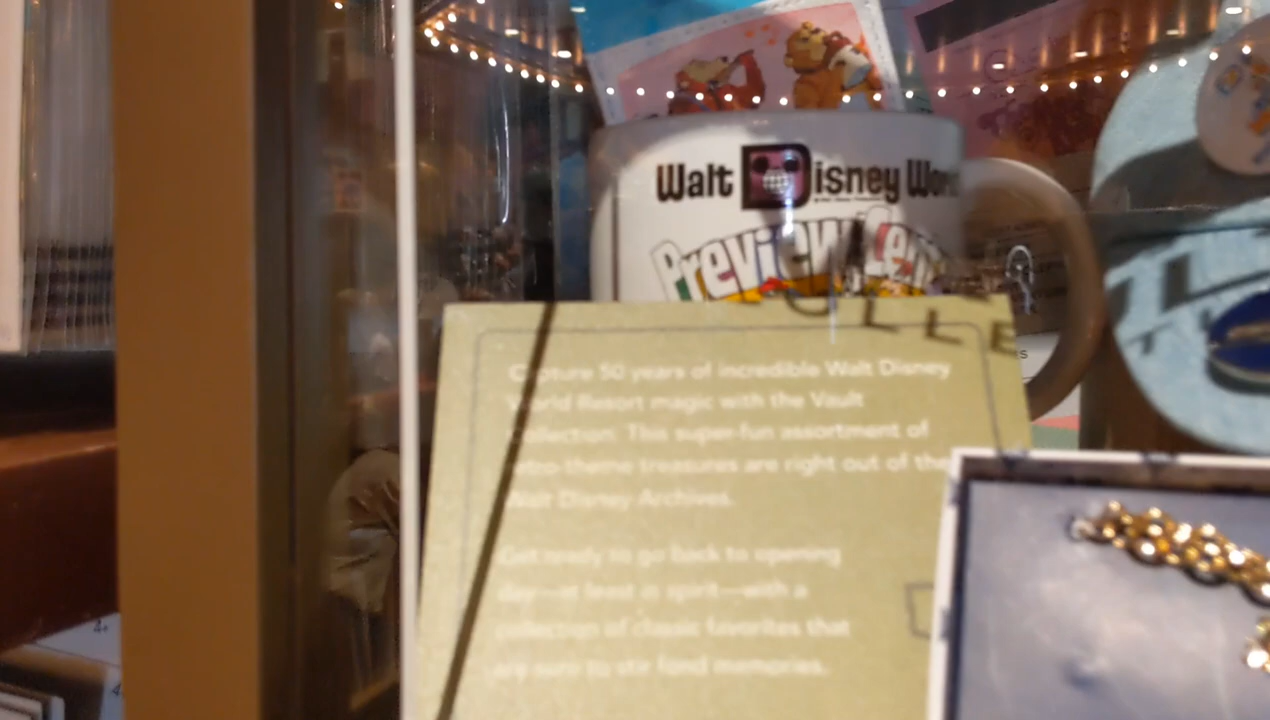 Walt Disney Wor
Preview Cent
LLE
Capture 50 years of incredible Walt Disney
World Resort magic with the Vault
Collection. This super-fun assortment of
retro-theme treasures are right out of the
Walt Disney Archives.
Get ready to go back to opening
day—at least in spirit—with a
collection of classic favorites that
are sure to stir fond memories.